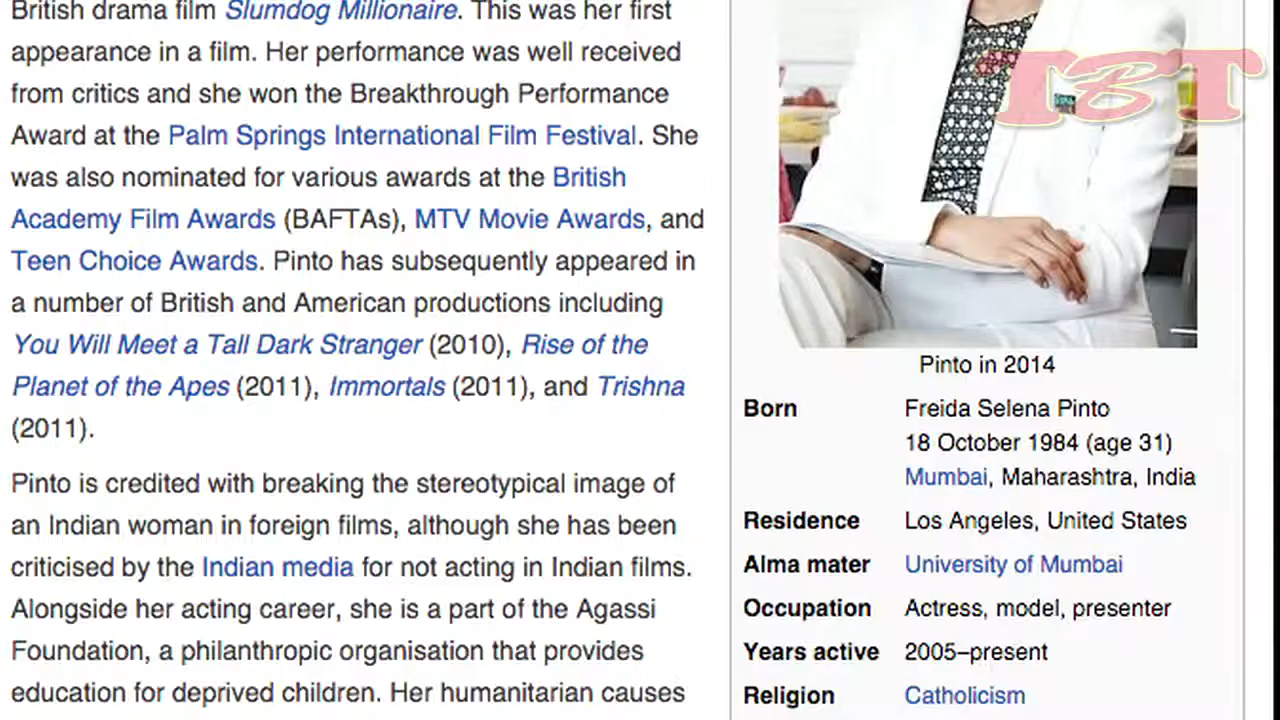 British drama film Slumdog Millionaire. This was her first
appearance in a film. Her performance was well received
from critics and she won the Breakthrough Performance
Award at the Palm Springs International Film Festival. She
was also nominated for various awards at the British
Academy Film Awards (BAFTAs), MTV Movie Awards, and
Teen Choice Awards. Pinto has subsequently appeared in
a number of British and American productions including
You Will Meet a Tall Dark Stranger (2010), Rise of the
Planet of the Apes (2011), Immortals (2011), and Trishna
(2011).
Pinto is credited with breaking the stereotypical image of
an Indian woman in foreign films, although she has been
criticised by the Indian media for not acting in Indian films.
Alongside her acting career, she is a part of the Agassi
Foundation, a philanthropic organisation that provides
education for deprived children. Her humanitarian causes
IBT
Pinto in 2014
Born Freida Selena Pinto
18 October 1984 (age 31)
Mumbai, Maharashtra, India
Residence Los Angeles, United States
Alma mater University of Mumbai
Occupation Actress, model, presenter
Years active 2005–present
Religion Catholicism